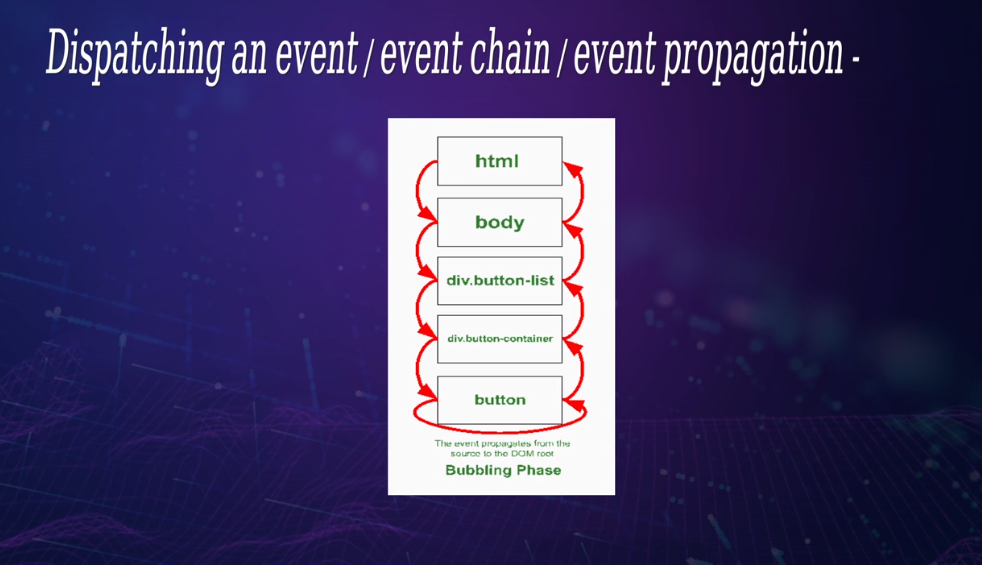 Dispatching an event / event chain / event propagation -
html
body
div.button-list
div.button-container
button
The event propagates from the
source to the DOM root
Bubbling Phase